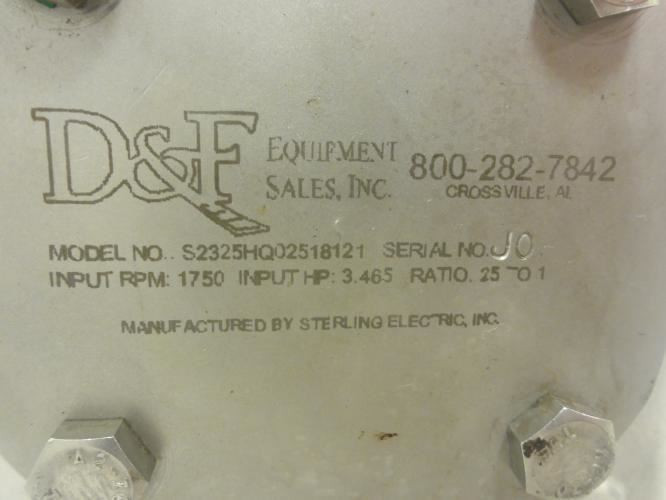 D&F EQUIPMENT SALES, INC. 800-282-7842
CROSSVILLE, AL
MODEL NO.. S2325HQ02518121 SERIAL NO. JO
INPUT RPM: 1750 INPUT HP: 3.465 RATIO. 25 TO 1
MANUFACTURED BY STERLING ELECTRIC, INC.